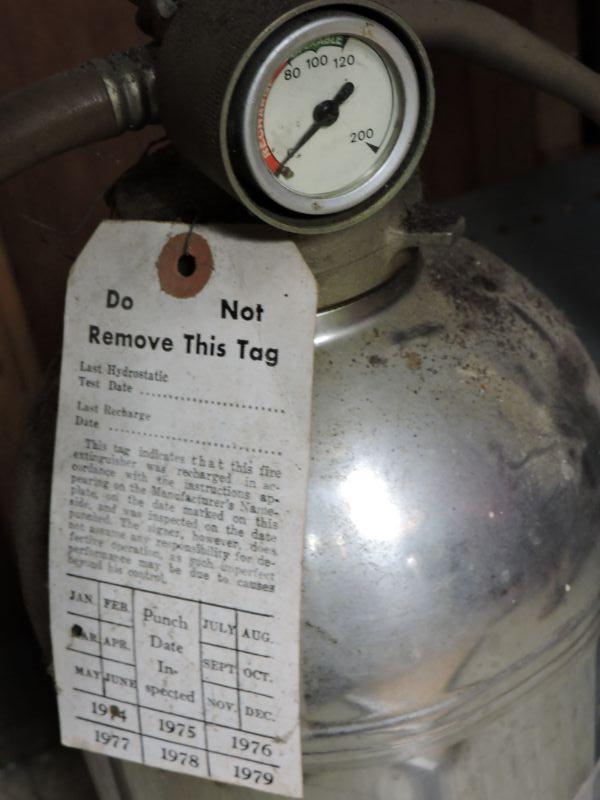 RECHARGE OPERABLE
80 100 120
200
Do Not
Remove This Tag
Last Hydrostatic
Test Date
Last Recharge
Date
This tag indicates that this fire
extinguisher was recharged in ac-
cordance with the instructions ap-
pearing on the Manufacturer's Name-
plate, on the date marked on this
side, and was inspected on the date
punched. The signer, however, does
not assume any responsibility for de-
fective operation, as such imperfect
performance may be due to causes
beyond his control.
JAN. FEB. Punch JULY AUG.
MAR. APR. Date In- SEPT. OCT.
MAY JUNE spected NOV. DEC.
1974 1975 1976
1977 1978 1979